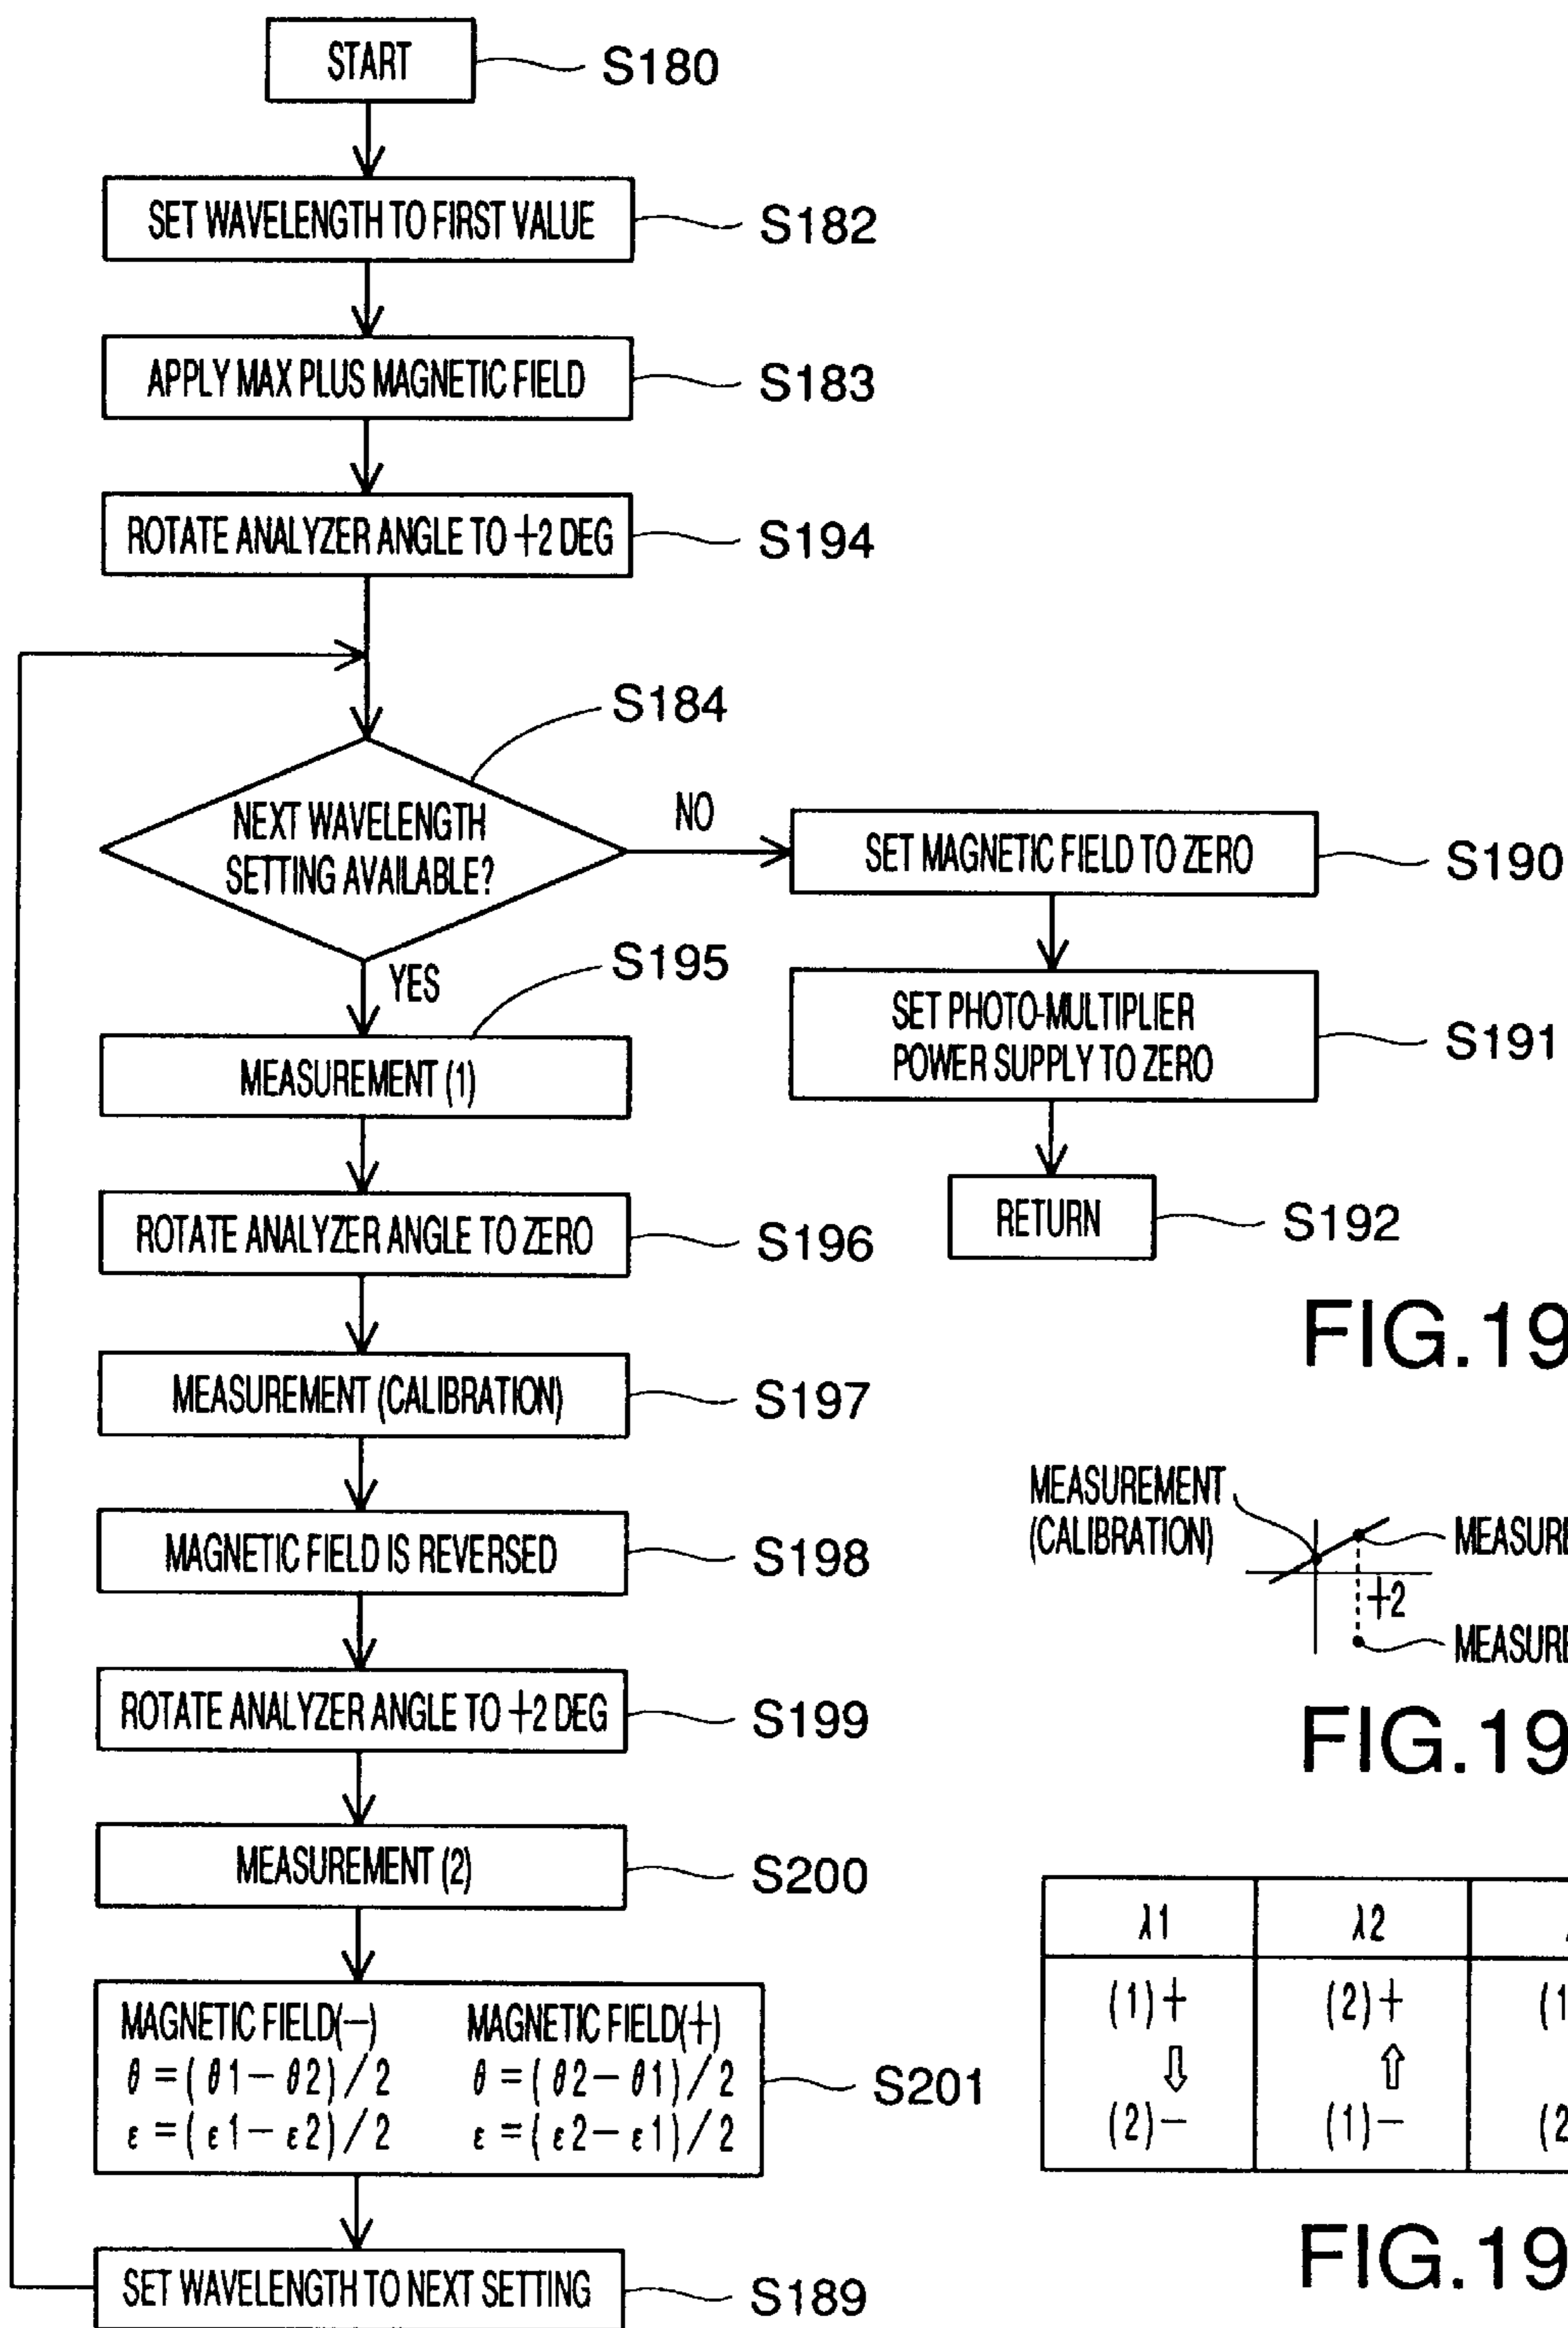 START
S180
SET WAVELENGTH TO FIRST VALUE
S182
APPLY MAX PLUS MAGNETIC FIELD
S183
ROTATE ANALYZER ANGLE TO +2 DEG
S194
S184
NEXT WAVELENGTH
SETTING AVAILABLE?
NO
SET MAGNETIC FIELD TO ZERO
S190
YES
S195
SET PHOTO-MULTIPLIER
POWER SUPPLY TO ZERO
S191
MEASUREMENT (1)
RETURN
S192
ROTATE ANALYZER ANGLE TO ZERO
S196
FIG.19
MEASUREMENT (CALIBRATION)
S197
MEASUREMENT
(CALIBRATION)
+2
MAGNETIC FIELD IS REVERSED
S198
ROTATE ANALYZER ANGLE TO +2 DEG
S199
FIG.19
MEASUREMENT (2)
S200
λ1 λ2
(1)+ (2)+ (1
⇩ ⇧
(2)− (1)− (2
MAGNETIC FIELD(−) MAGNETIC FIELD(+)
θ=(θ1−θ2)/2 θ=(θ2−θ1)/2
ε=(ε1−ε2)/2 ε=(ε2−ε1)/2
S201
FIG.19
SET WAVELENGTH TO NEXT SETTING
S189